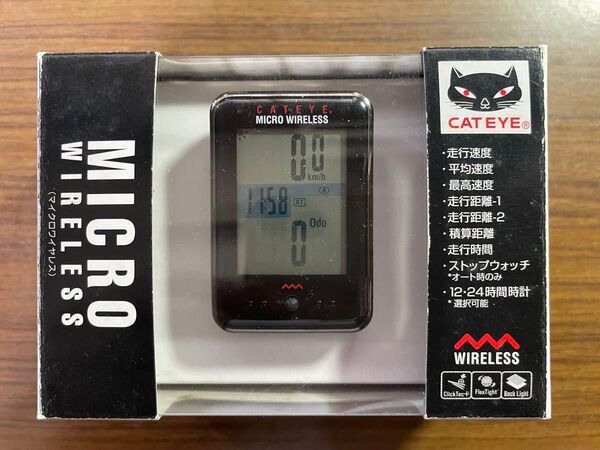 MICRO
WIRELESS
(マイクロワイヤレス)
CATEYE
MICRO WIRELESS
0.0
km/h
11:58
AT
Odo
0
CATEYE®
・走行速度
・平均速度
・最高速度
・走行距離-1
・走行距離-2
・積算距離
・走行時間
・ストップウォッチ
*オート時のみ
・12・24時間時計
*選択可能
WIRELESS
ClickTec
FlexTight™
Back Light